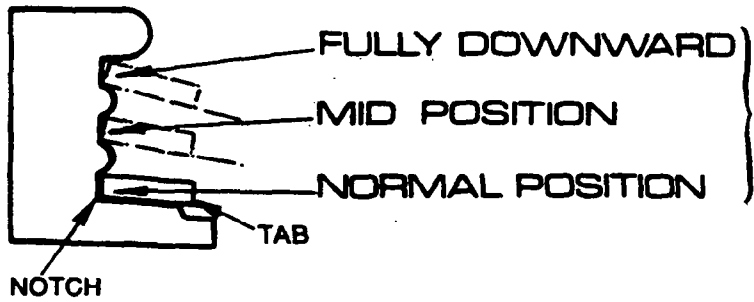 FULLY DOWNWARD
MID POSITION
NORMAL POSITION
TAB
NOTCH